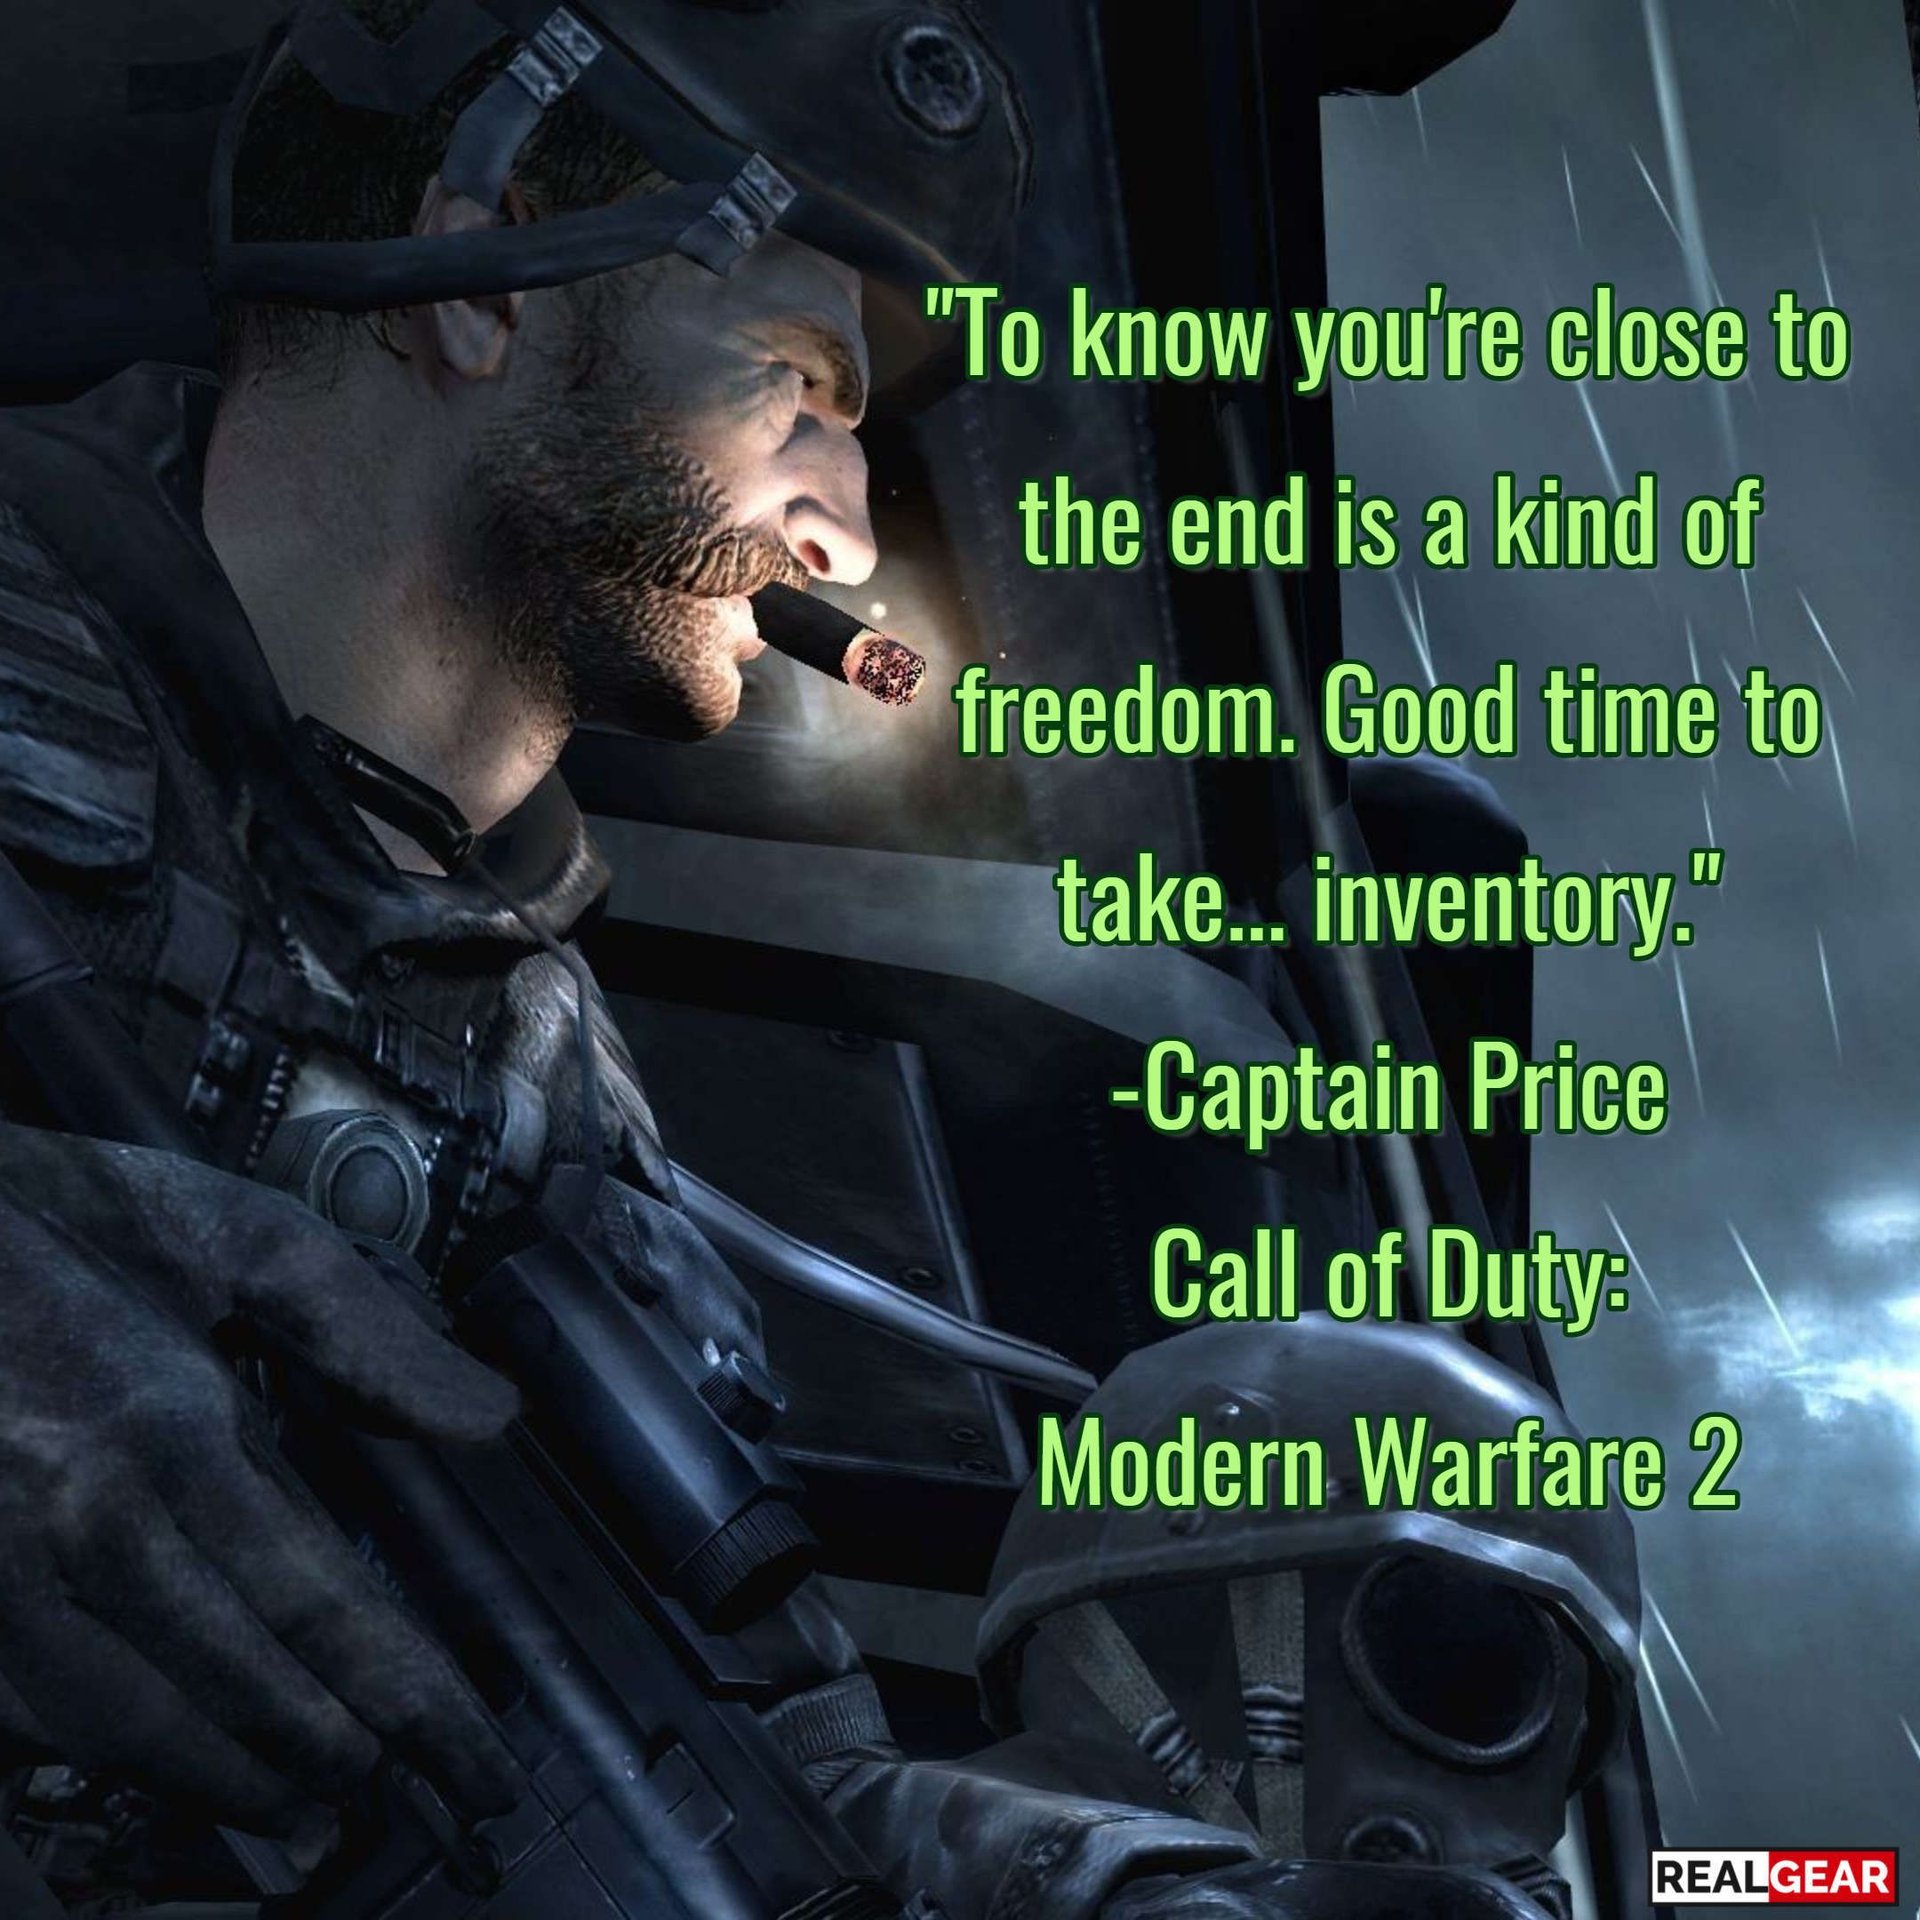 "To know you're close to
the end is a kind of
freedom. Good time to
take... inventory."
-Captain Price
Call of Duty:
Modern Warfare 2
REALGEAR